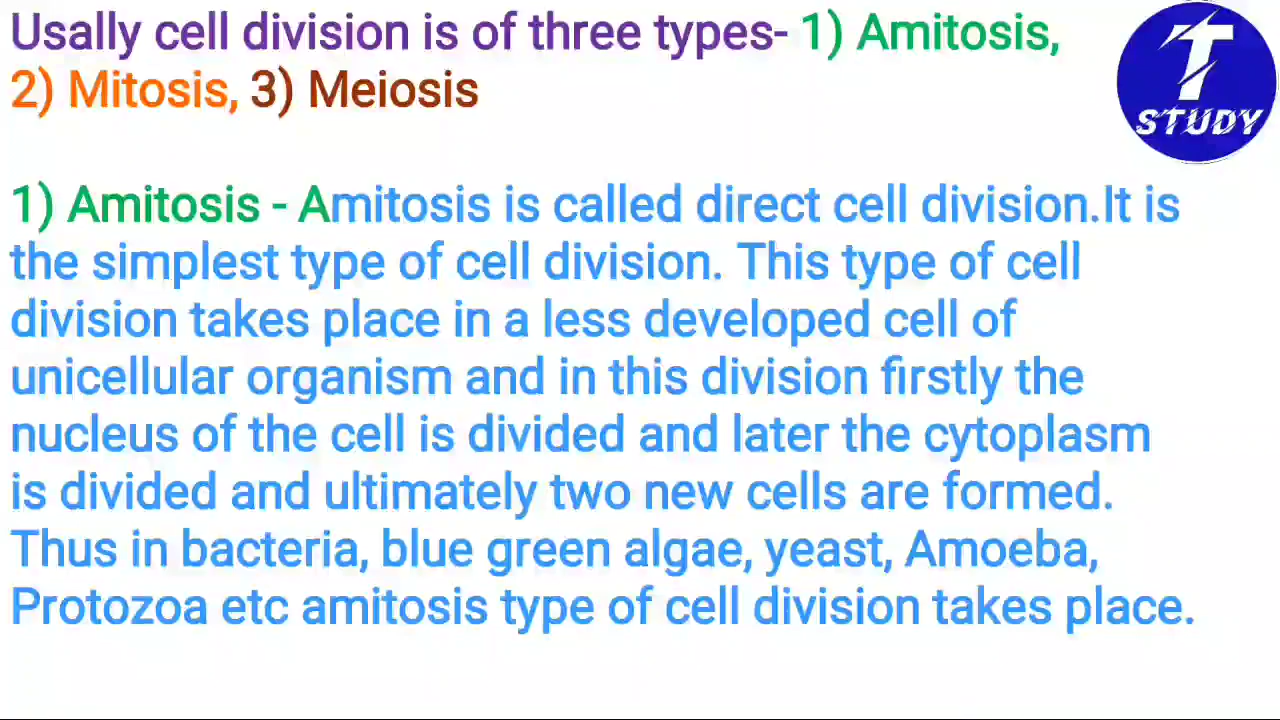 Usally cell division is of three types- 1) Amitosis,
2) Mitosis, 3) Meiosis
T
STUDY
1) Amitosis - Amitosis is called direct cell division.It is
the simplest type of cell division. This type of cell
division takes place in a less developed cell of
unicellular organism and in this division firstly the
nucleus of the cell is divided and later the cytoplasm
is divided and ultimately two new cells are formed.
Thus in bacteria, blue green algae, yeast, Amoeba,
Protozoa etc amitosis type of cell division takes place.